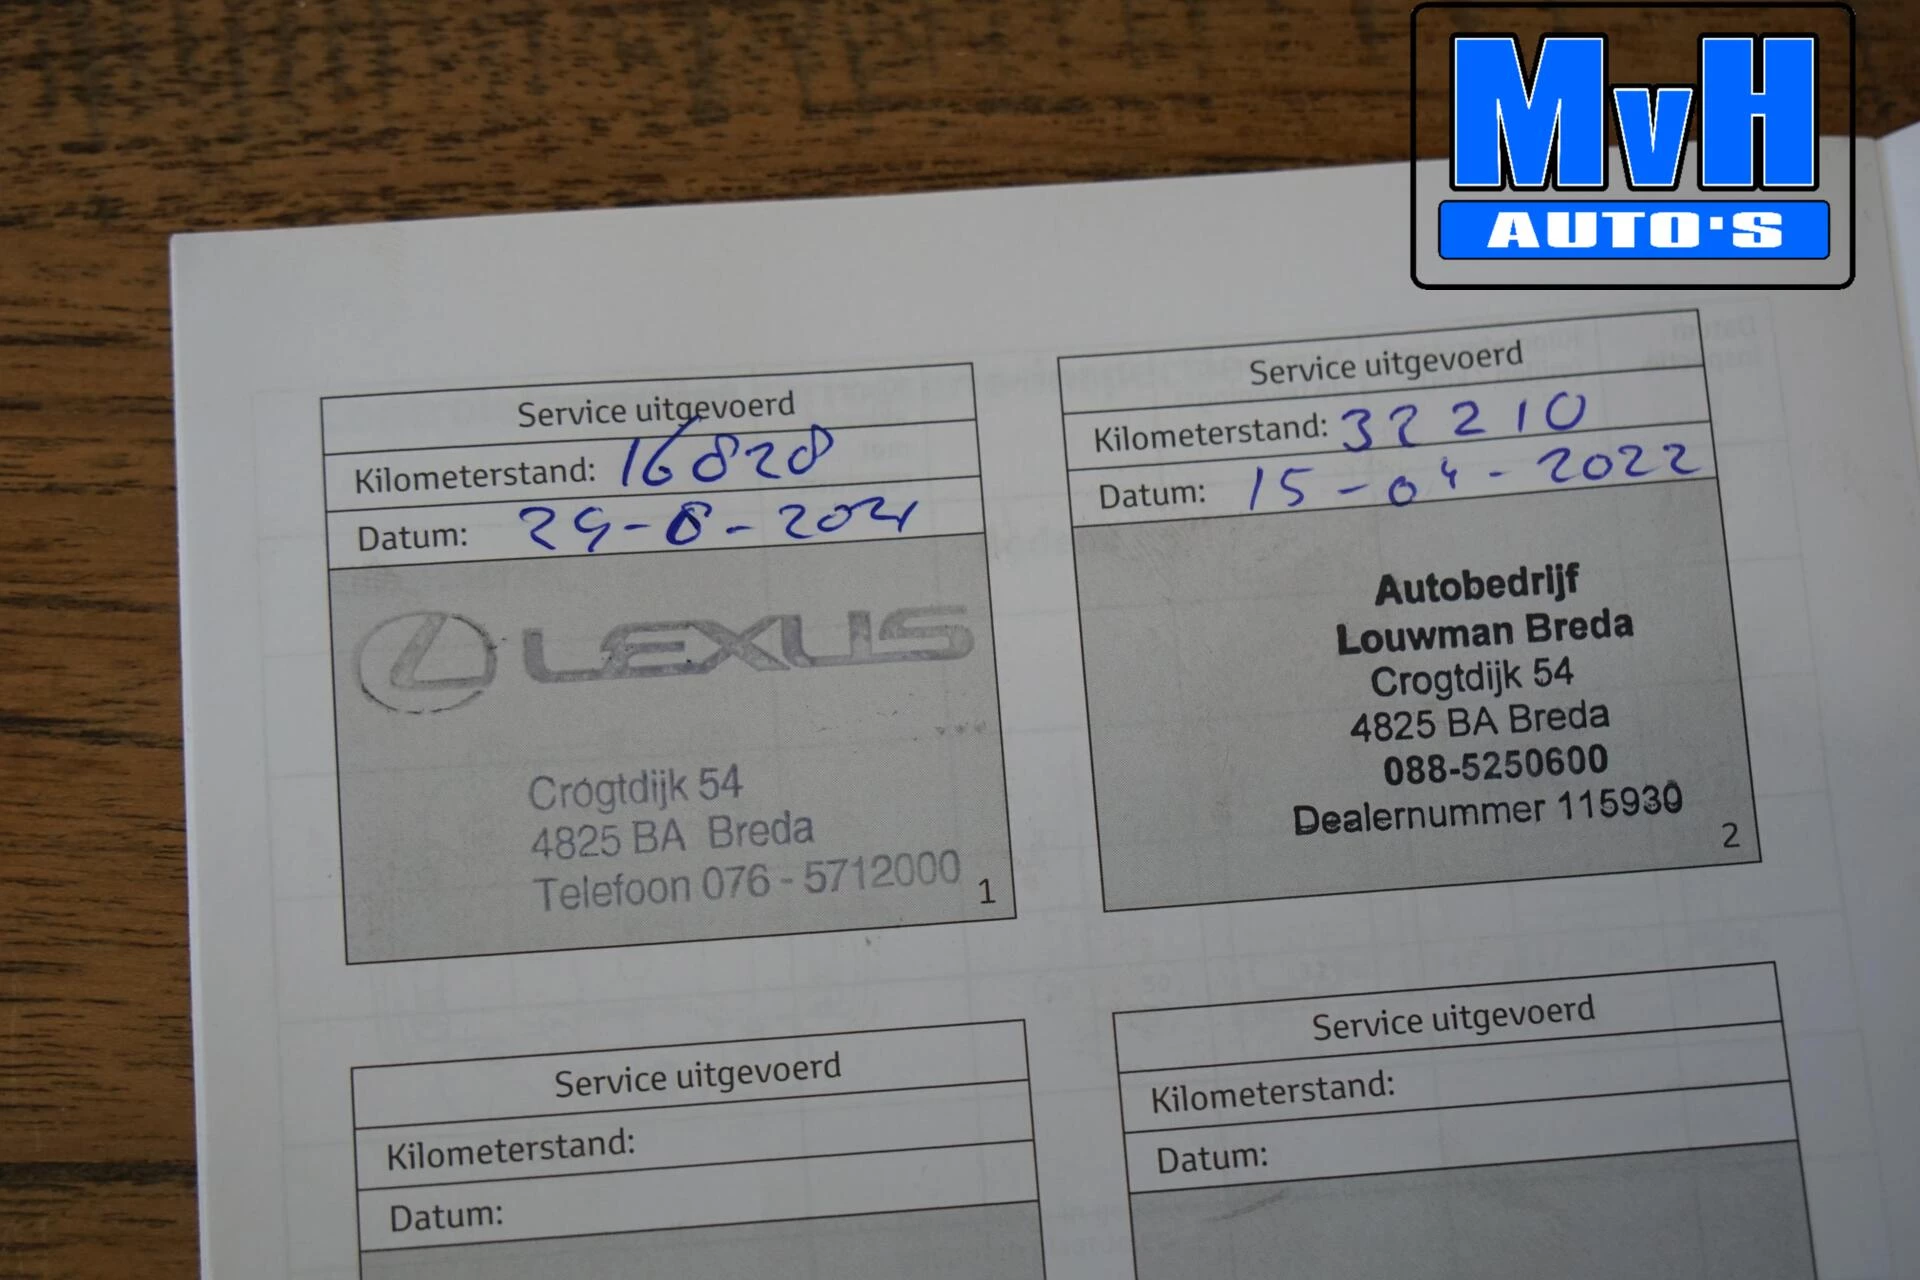 MvH
AUTO'S
Service uitgevoerd
Kilometerstand: 16828
Datum: 29-6-2021
LEXUS
Crogtdijk 54
4825 BA Breda
Telefoon 076 - 5712000
1
Service uitgevoerd
Kilometerstand: 32210
Datum: 15-04-2022
Autobedrijf
Louwman Breda
Crogtdijk 54
4825 BA Breda
088-5250600
Dealernummer 115930
2
Service uitgevoerd
Kilometerstand:
Datum:
Service uitgevoerd
Kilometerstand:
Datum: